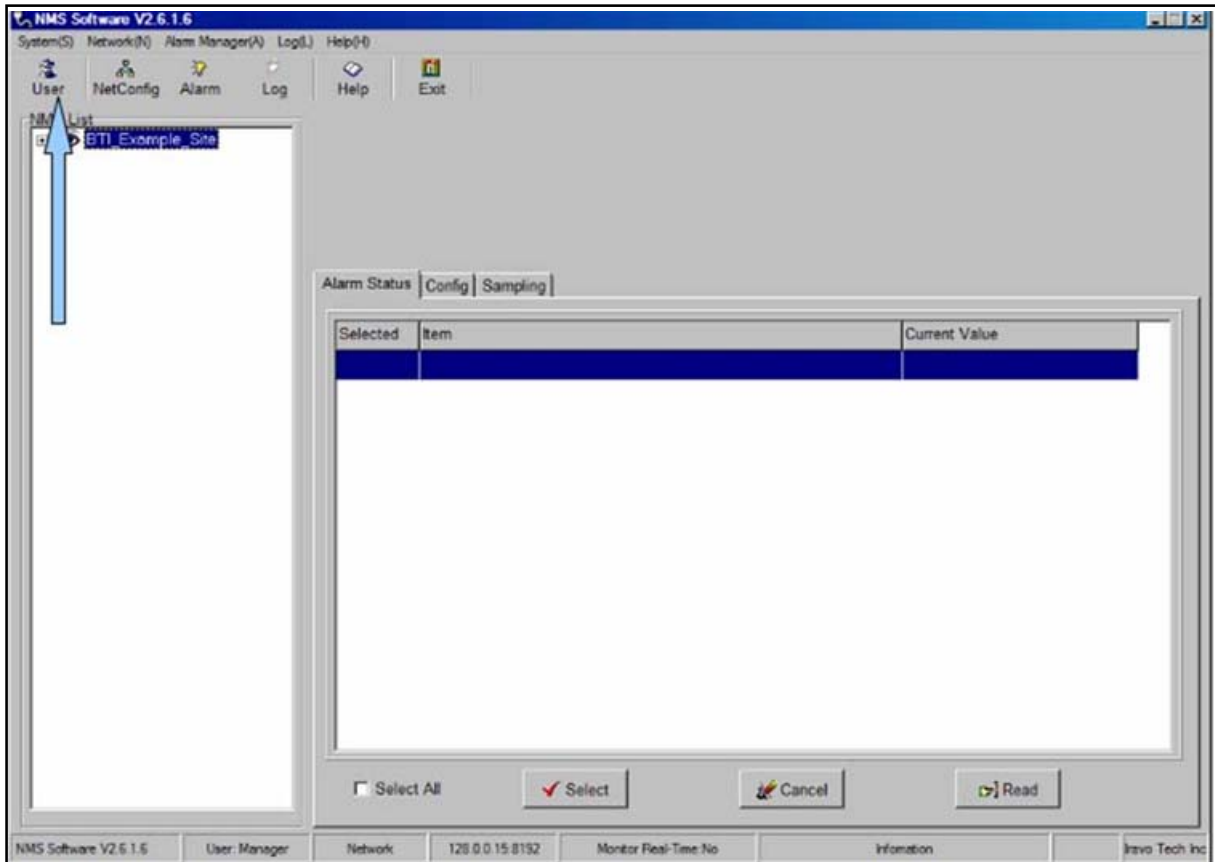 NMS Software V2.6.1.6
System(S) Network(N) Alarm Manager(A) Log(L) Help(H)
User NetConfig Alarm Log Help Exit
List
BTI_Example_Site
Alarm Status Config Sampling
Selected Item Current Value
Select All Select Cancel Read
NMS Software V2.6.1.6 User: Manager Network 128.0.0.15:8192 Monitor Real-Time:No Infomation Tech Inc